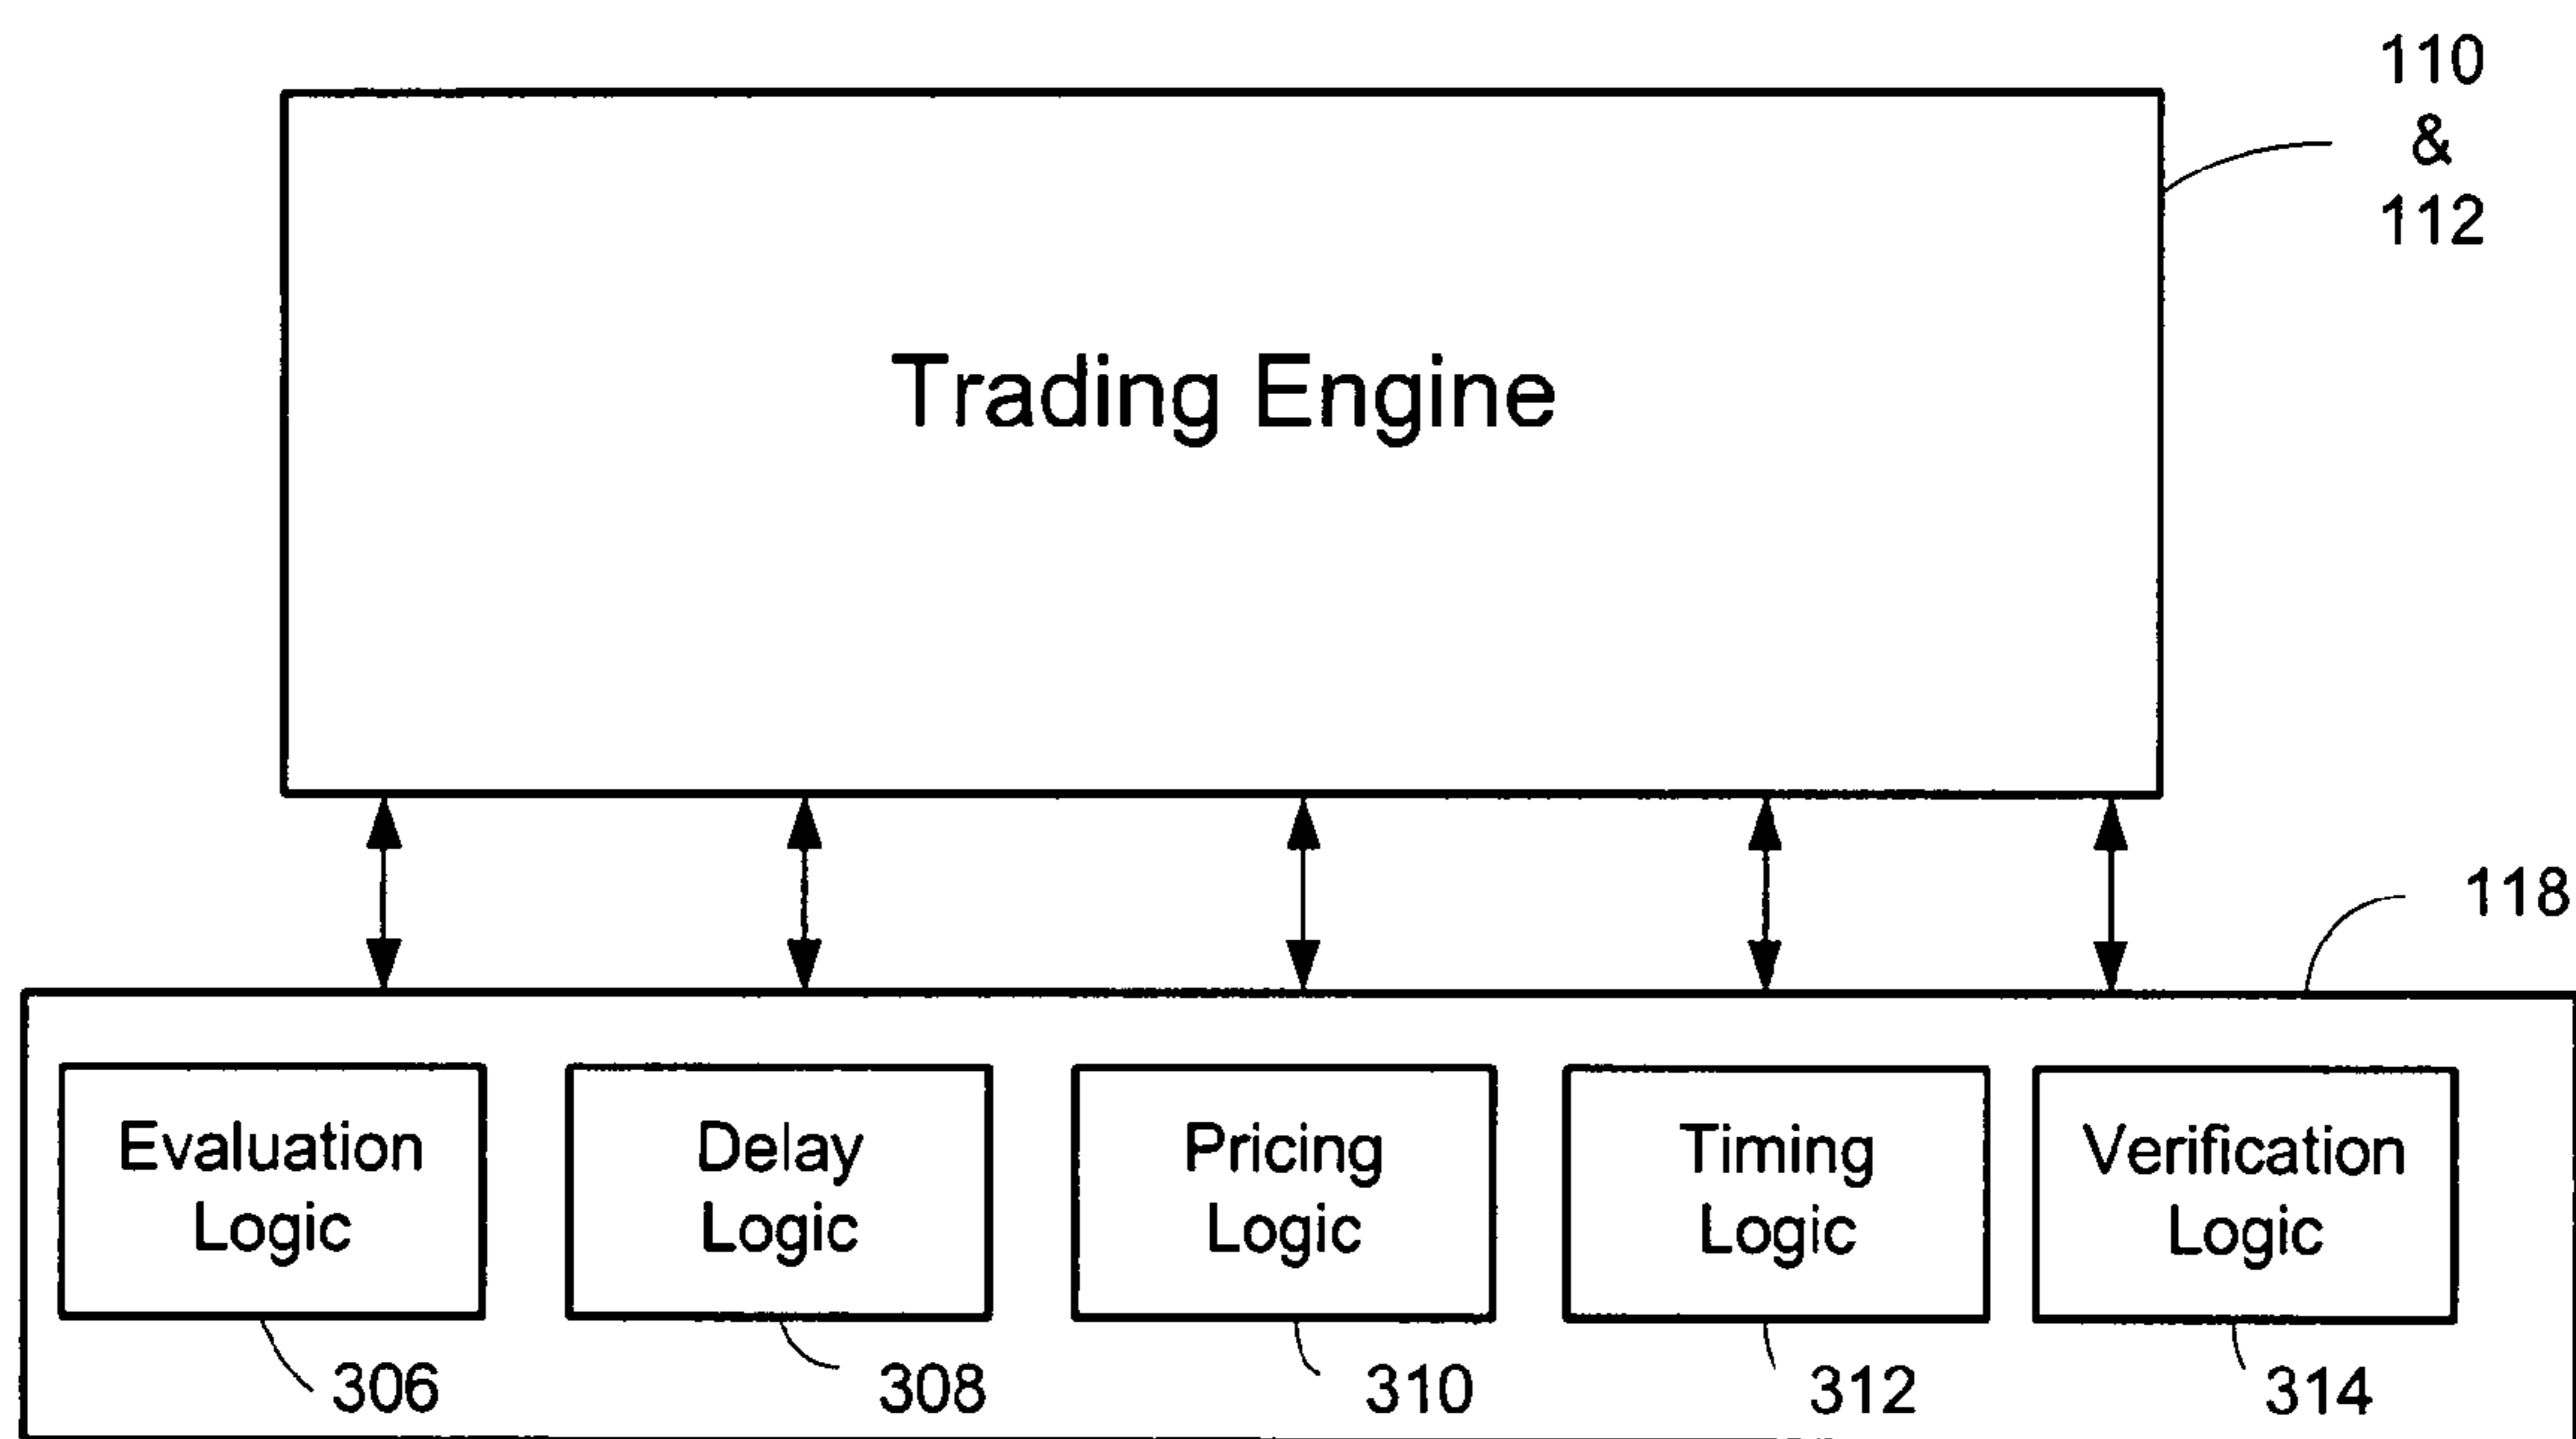 110
&
112
Trading Engine
118
Evaluation
Logic
Delay
Logic
Pricing
Logic
Timing
Logic
Verification
Logic
306
308
310
312
314